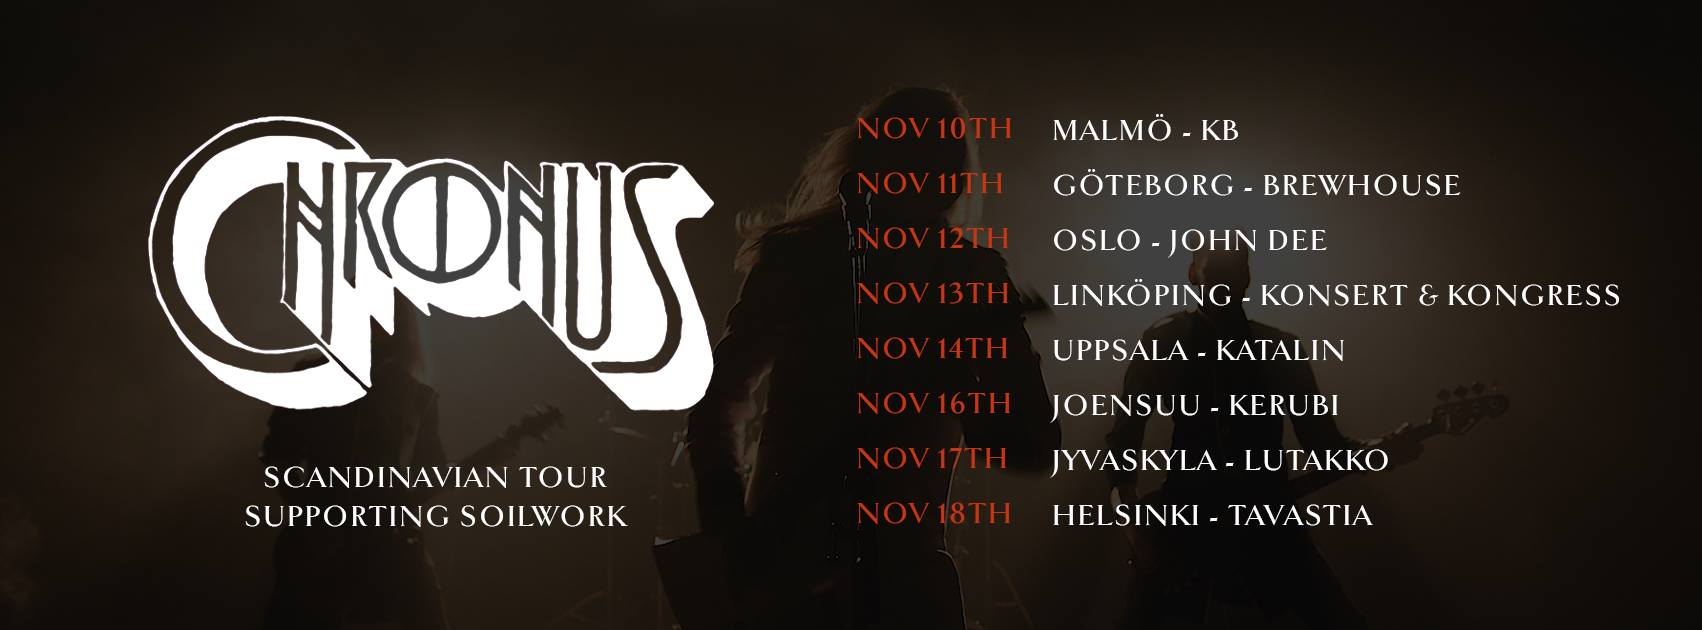 CHRONUS
SCANDINAVIAN TOUR
SUPPORTING SOILWORK
NOV 10TH MALMÖ - KB
NOV 11TH GÖTEBORG - BREWHOUSE
NOV 12TH OSLO - JOHN DEE
NOV 13TH LINKÖPING - KONSERT & KONGRESS
NOV 14TH UPPSALA - KATALIN
NOV 16TH JOENSUU - KERUBI
NOV 17TH JYVASKYLA - LUTAKKO
NOV 18TH HELSINKI - TAVASTIA